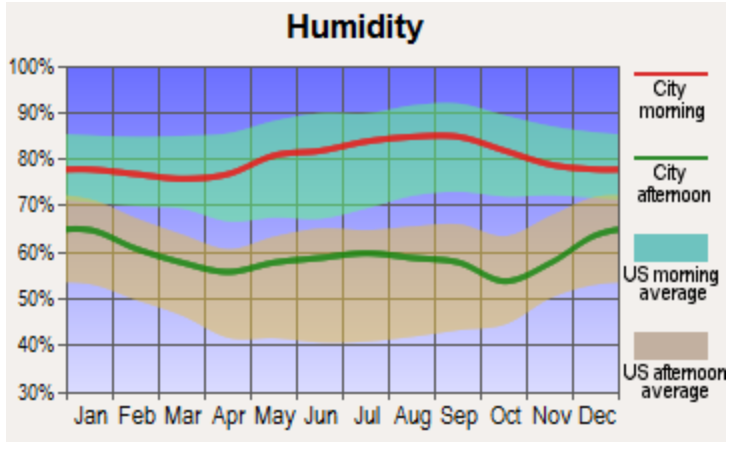 Humidity
100%
90%
80%
70%
60%
50%
40%
30%
Jan Feb Mar Apr May Jun Jul Aug Sep Oct Nov Dec
City
morning
City
afternoon
US morning
average
US afternoon
average